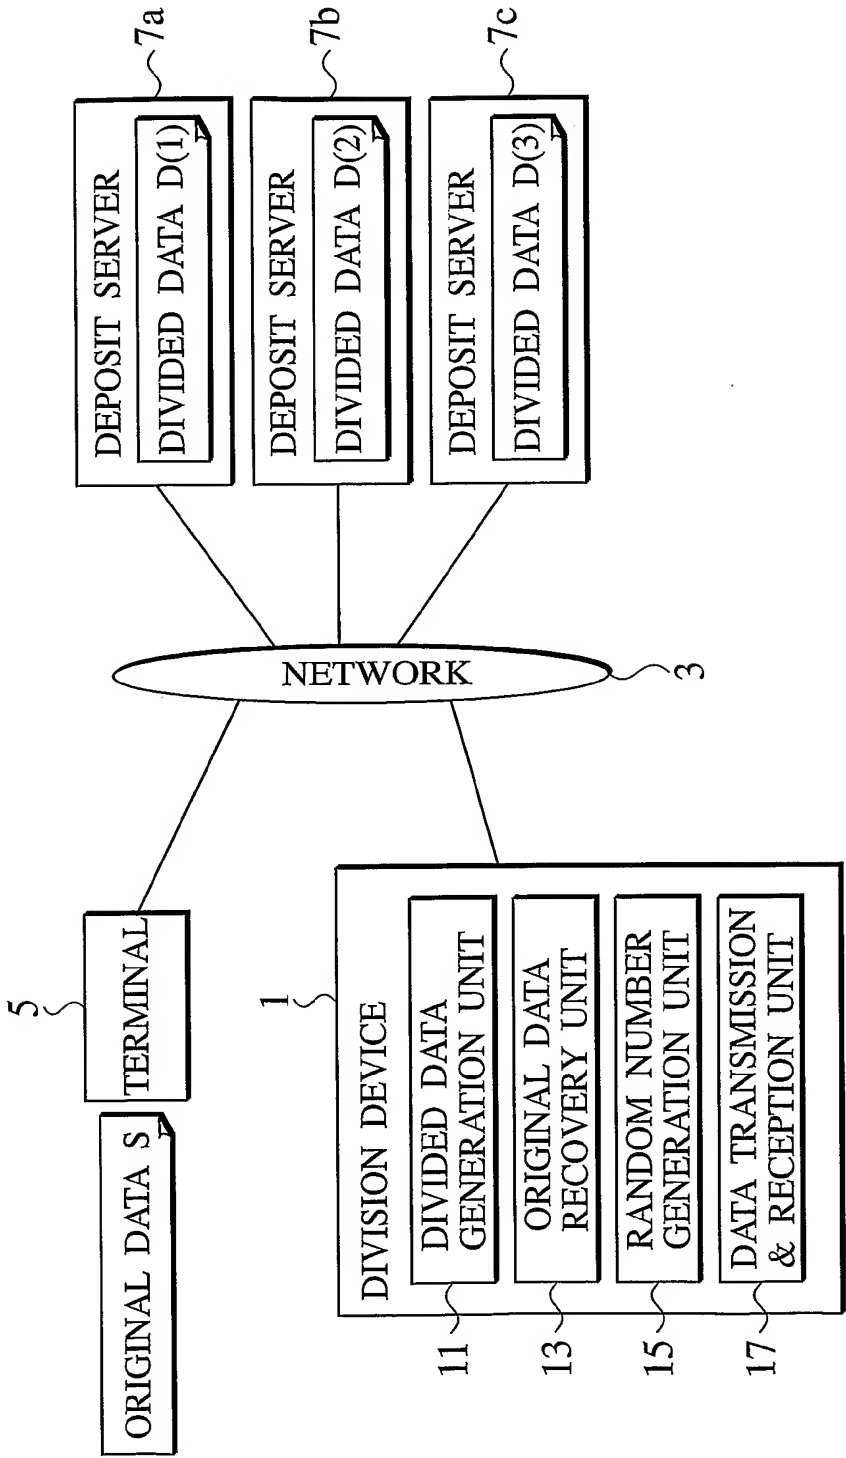 ORIGINAL DATA S
5
TERMINAL
1
DIVISION DEVICE
11
DIVIDED DATA
GENERATION UNIT
13
ORIGINAL DATA
RECOVERY UNIT
15
RANDOM NUMBER
GENERATION UNIT
17
DATA TRANSMISSION
& RECEPTION UNIT
NETWORK
3
7a
DEPOSIT SERVER
DIVIDED DATA D(1)
7b
DEPOSIT SERVER
DIVIDED DATA D(2)
7c
DEPOSIT SERVER
DIVIDED DATA D(3)